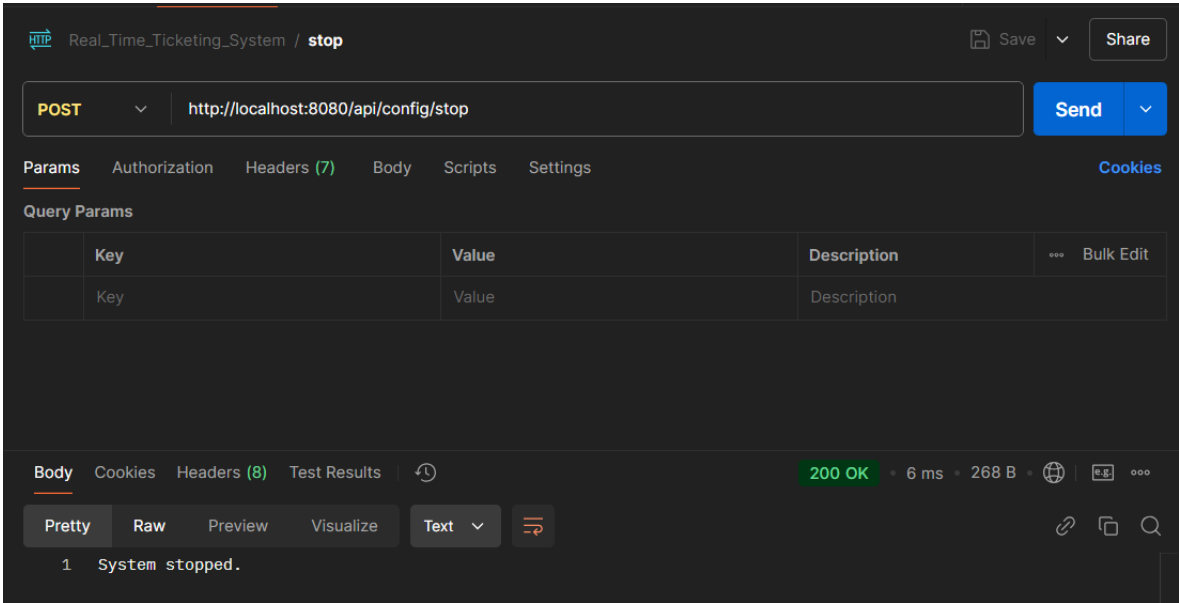 HTTP Real_Time_Ticketing_System / stop Save Share
POST http://localhost:8080/api/config/stop Send
Params Authorization Headers (7) Body Scripts Settings Cookies
Query Params
Key Value Description ooo Bulk Edit
Key Value Description
Body Cookies Headers (8) Test Results 200 OK • 6 ms • 268 B • e.g. ooo
Pretty Raw Preview Visualize Text
1 System stopped.